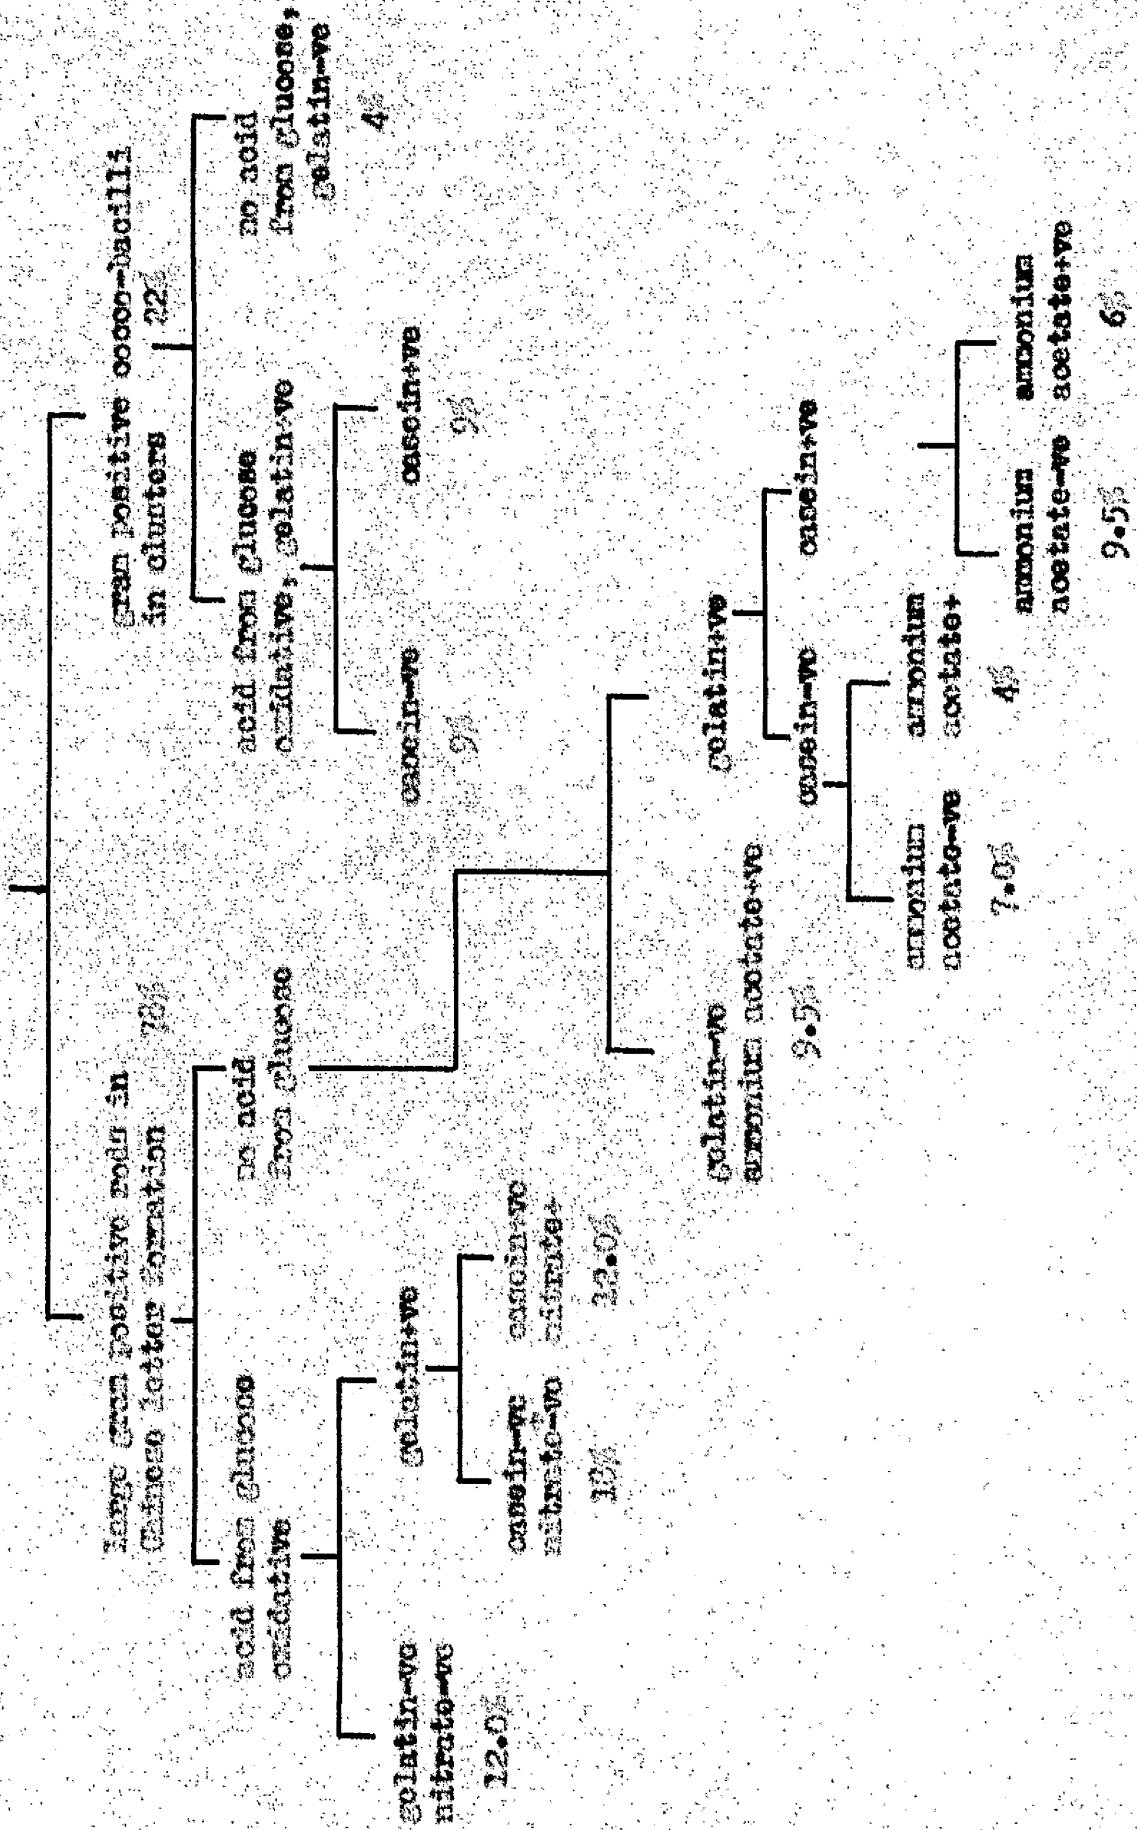 large gram positive rods in
Chinese letter formation 78%
gram positive cocco-bacilli
in clusters 22%
acid from glucose
oxidative
no acid
from glucose
acid from glucose
oxidative, gelatin+ve
no acid
from glucose,
gelatin-ve
4%
gelatin-ve
nitrate-ve
12.0%
gelatin+ve
casein-ve
9%
casein+ve
9%
casein-ve
nitrate-ve
18%
casein+ve
nitrate+
gelatin-ve
ammonium acetate+ve
9.5%
gelatin+ve
casein-ve
casein+ve
ammonium
acetate-ve
7.0%
ammonium
acetate+
4%
ammonium
acetate-ve
9.5%
ammonium
acetate+ve
6%